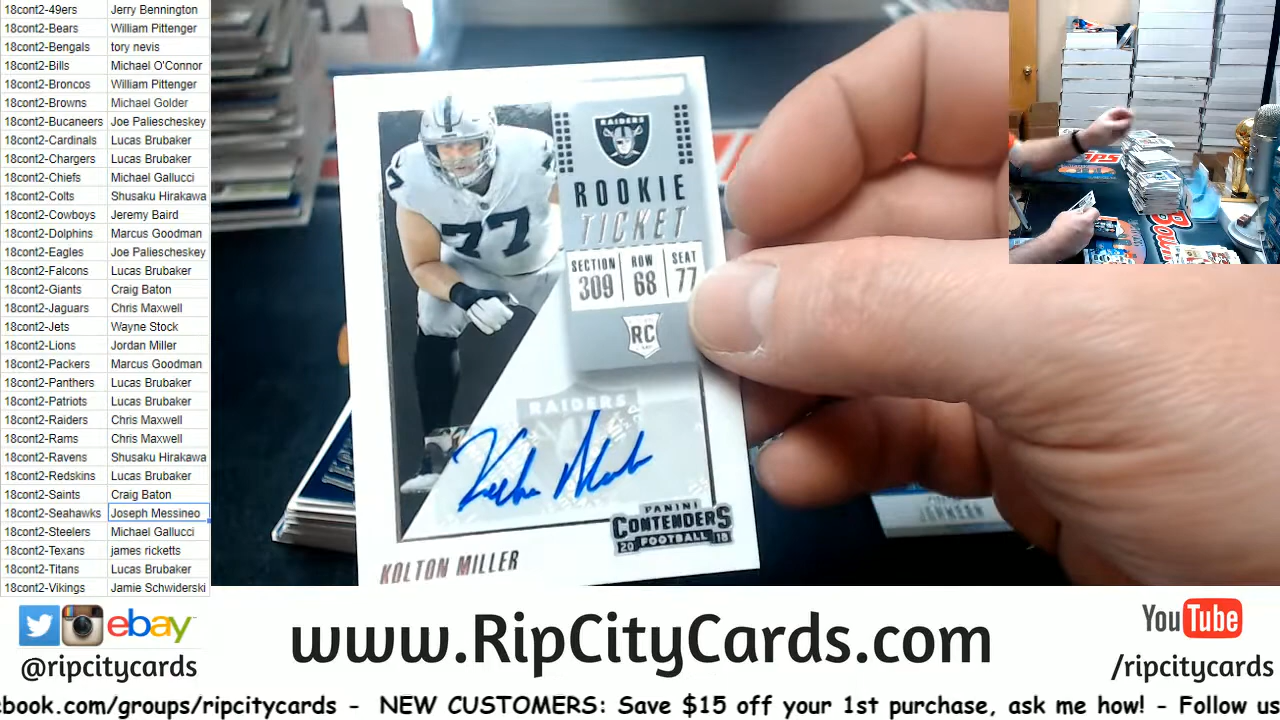 18cont2-49ers Jerry Bennington
18cont2-Bears William Pittenger
18cont2-Bengals tory nevis
18cont2-Bills Michael O'Connor
18cont2-Broncos William Pittenger
18cont2-Browns Michael Golder
18cont2-Bucaneers Joe Paliescheskey
18cont2-Cardinals Lucas Brubaker
18cont2-Chargers Lucas Brubaker
18cont2-Chiefs Michael Gallucci
18cont2-Colts Shusaku Hirakawa
18cont2-Cowboys Jeremy Baird
18cont2-Dolphins Marcus Goodman
18cont2-Eagles Joe Paliescheskey
18cont2-Falcons Lucas Brubaker
18cont2-Giants Craig Baton
18cont2-Jaguars Chris Maxwell
18cont2-Jets Wayne Stock
18cont2-Lions Jordan Miller
18cont2-Packers Marcus Goodman
18cont2-Panthers Lucas Brubaker
18cont2-Patriots Lucas Brubaker
18cont2-Raiders Chris Maxwell
18cont2-Rams Chris Maxwell
18cont2-Ravens Shusaku Hirakawa
18cont2-Redskins Lucas Brubaker
18cont2-Saints Craig Baton
18cont2-Seahawks Joseph Messineo
18cont2-Steelers Michael Gallucci
18cont2-Texans james ricketts
18cont2-Titans Lucas Brubaker
18cont2-Vikings Jamie Schwiderski
RAIDERS
ROOKIE
TICKET
SECTION ROW SEAT
309 68 77
RC
77
RAIDERS
PANINI
CONTENDERS
20 FOOTBALL 18
KOLTON MILLER
JOHNSON
ebay
@ripcitycards
www.RipCityCards.com
YouTube
/ripcitycards
ebook.com/groups/ripcitycards - NEW CUSTOMERS: Save $15 off your 1st purchase, ask me how! - Follow us